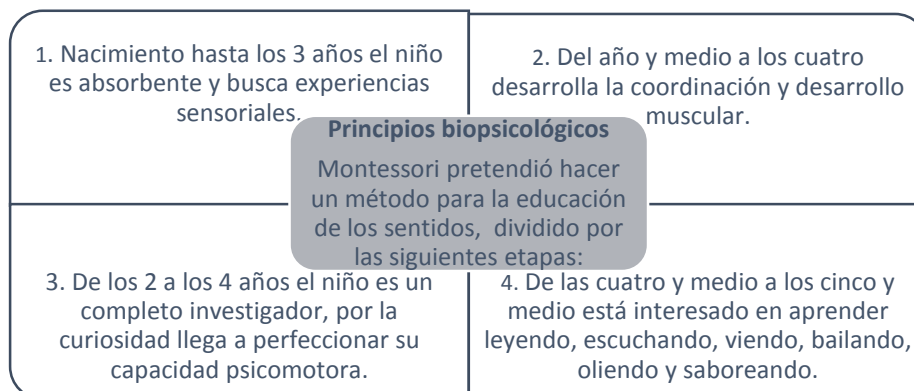 1. Nacimiento hasta los 3 años el niño
es absorbente y busca experiencias
sensoriales.
2. Del año y medio a los cuatro
desarrolla la coordinación y desarrollo
muscular.
Principios biopsicológicos
Montessori pretendió hacer
un método para la educación
de los sentidos, dividido por
las siguientes etapas:
3. De los 2 a los 4 años el niño es un
completo investigador, por la
curiosidad llega a perfeccionar su
capacidad psicomotora.
4. De las cuatro y medio a los cinco y
medio está interesado en aprender
leyendo, escuchando, viendo, bailando,
oliendo y saboreando.